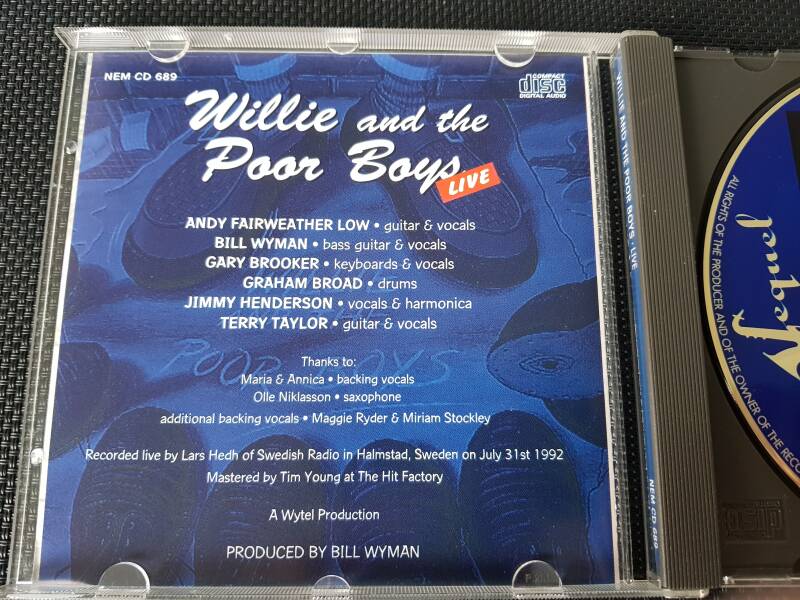 NEM CD 689
COMPACT
disc
DIGITAL AUDIO
Willie and the
Poor Boys
LIVE
ANDY FAIRWEATHER LOW • guitar & vocals
BILL WYMAN • bass guitar & vocals
GARY BROOKER • keyboards & vocals
GRAHAM BROAD • drums
JIMMY HENDERSON • vocals & harmonica
TERRY TAYLOR • guitar & vocals
POOR BOYS
Thanks to:
Maria & Annica • backing vocals
Olle Niklasson • saxophone
additional backing vocals • Maggie Ryder & Miriam Stockley
Recorded live by Lars Hedh of Swedish Radio in Halmstad, Sweden on July 31st 1992
Mastered by Tim Young at The Hit Factory
A Wytel Production
PRODUCED BY BILL WYMAN
WILLIE AND THE POOR BOYS • LIVE
NEM CD 689
Sequel
ALL RIGHTS OF THE PRODUCER AND OF THE OWNER OF THE
disc